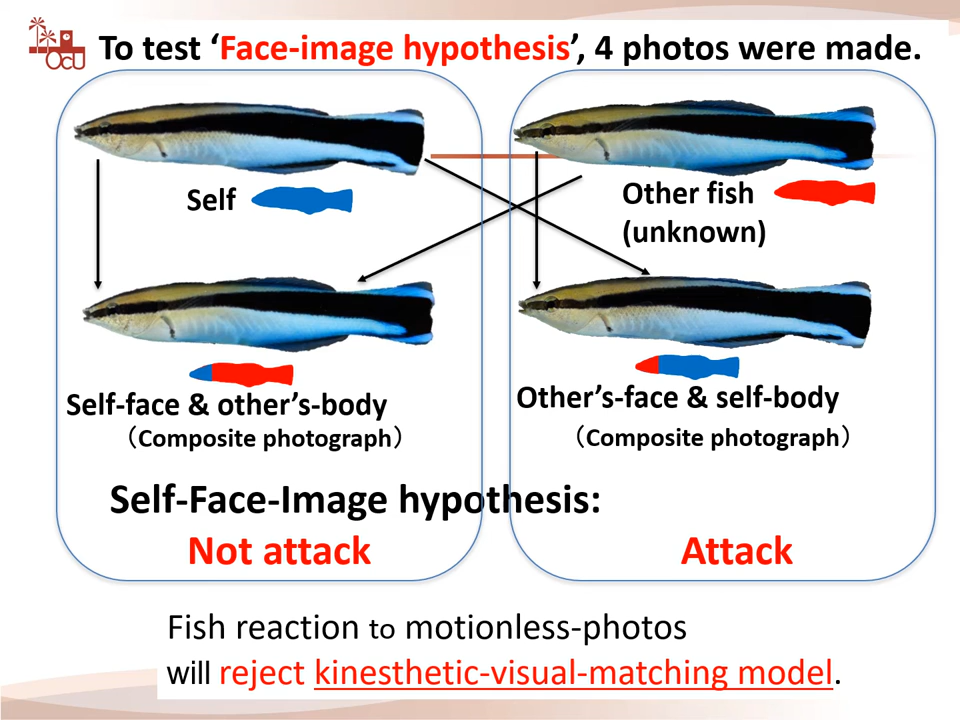 OCU
To test ‘Face-image hypothesis’, 4 photos were made.
Self
Other fish
(unknown)
Self-face & other’s-body
（Composite photograph）
Other’s-face & self-body
（Composite photograph）
Self-Face-Image hypothesis:
Not attack
Attack
Fish reaction to motionless-photos
will reject kinesthetic-visual-matching model.